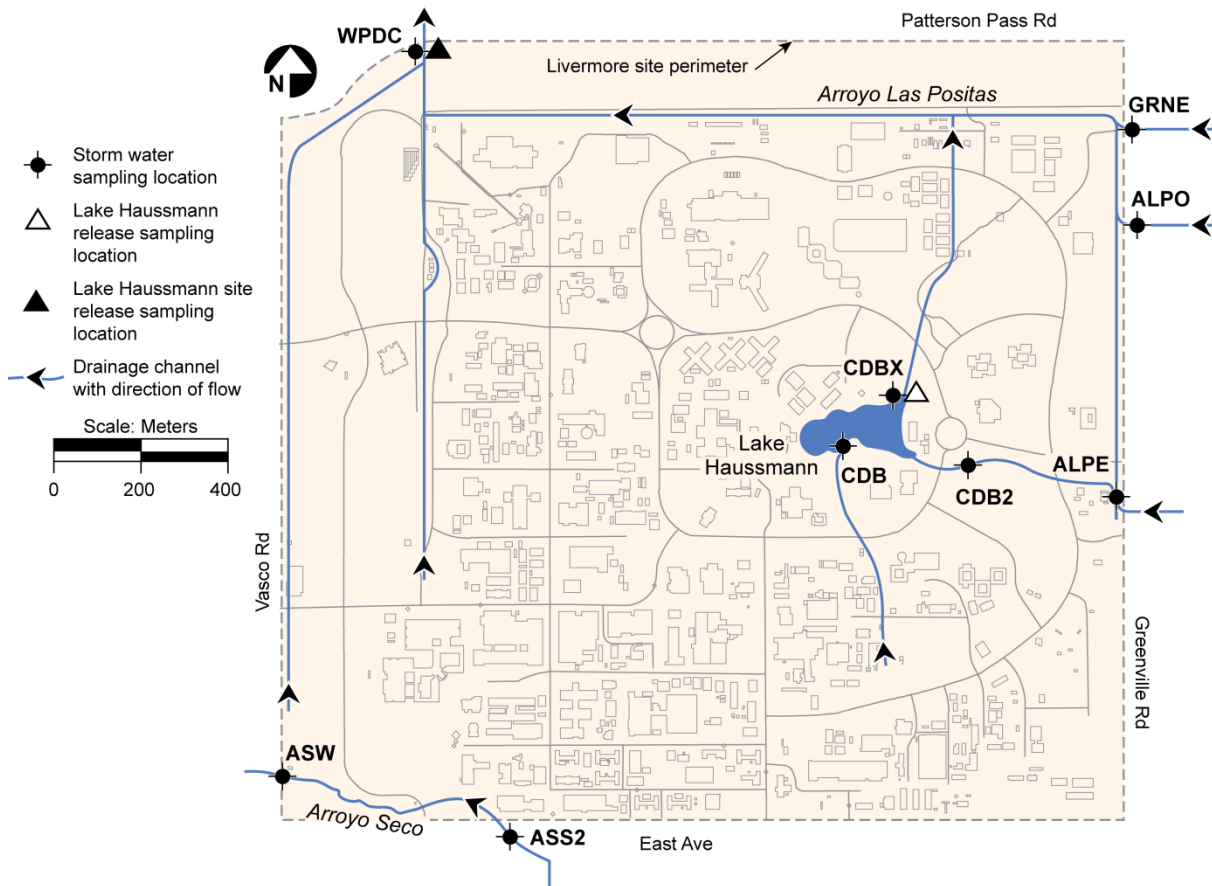 Patterson Pass Rd
WPDC
Livermore site perimeter
N
Arroyo Las Positas
GRNE
Storm water
sampling location
Lake Haussmann
release sampling
location
ALPO
Lake Haussmann site
release sampling
location
Drainage channel
with direction of flow
CDBX
Scale: Meters
0 200 400
Lake
Haussmann
CDB
CDB2
ALPE
Vasco Rd
Greenville Rd
ASW
Arroyo Seco
ASS2
East Ave